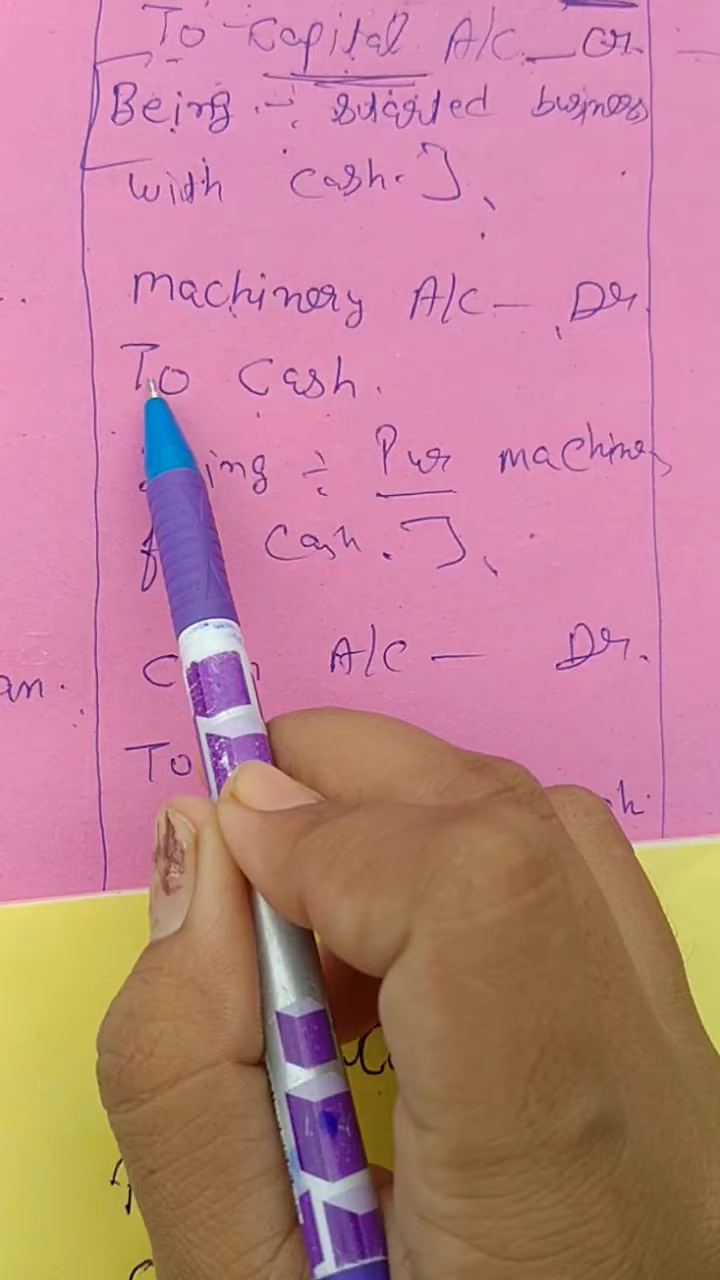 To Capital A/C — Cr.
[Being :- started business
with cash.]
machinery A/C — Dr.
To Cash.
Pur machinery
Cash.]
A/C — Dr.
an.
To